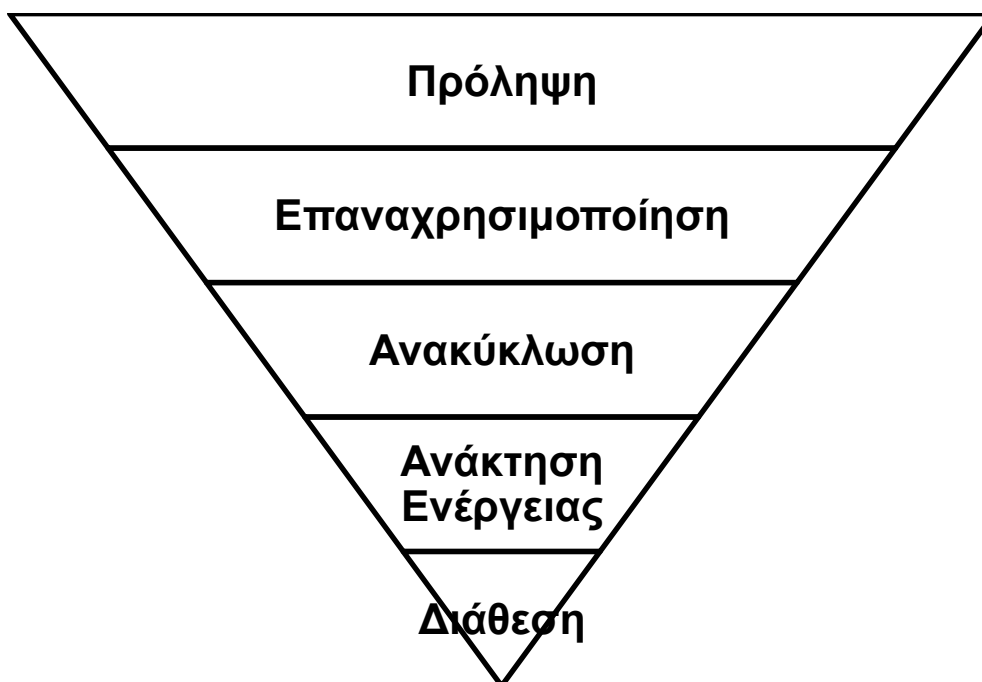 Πρόληψη
Επαναχρησιμοποίηση
Ανακύκλωση
Ανάκτηση
Ενέργειας
Διάθεση